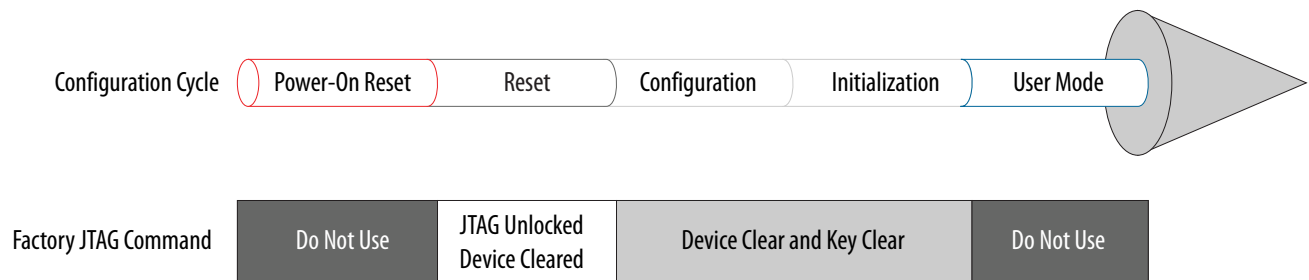 Configuration Cycle
Power-On Reset
Reset
Configuration
Initialization
User Mode
Factory JTAG Command
Do Not Use
JTAG Unlocked
Device Cleared
Device Clear and Key Clear
Do Not Use